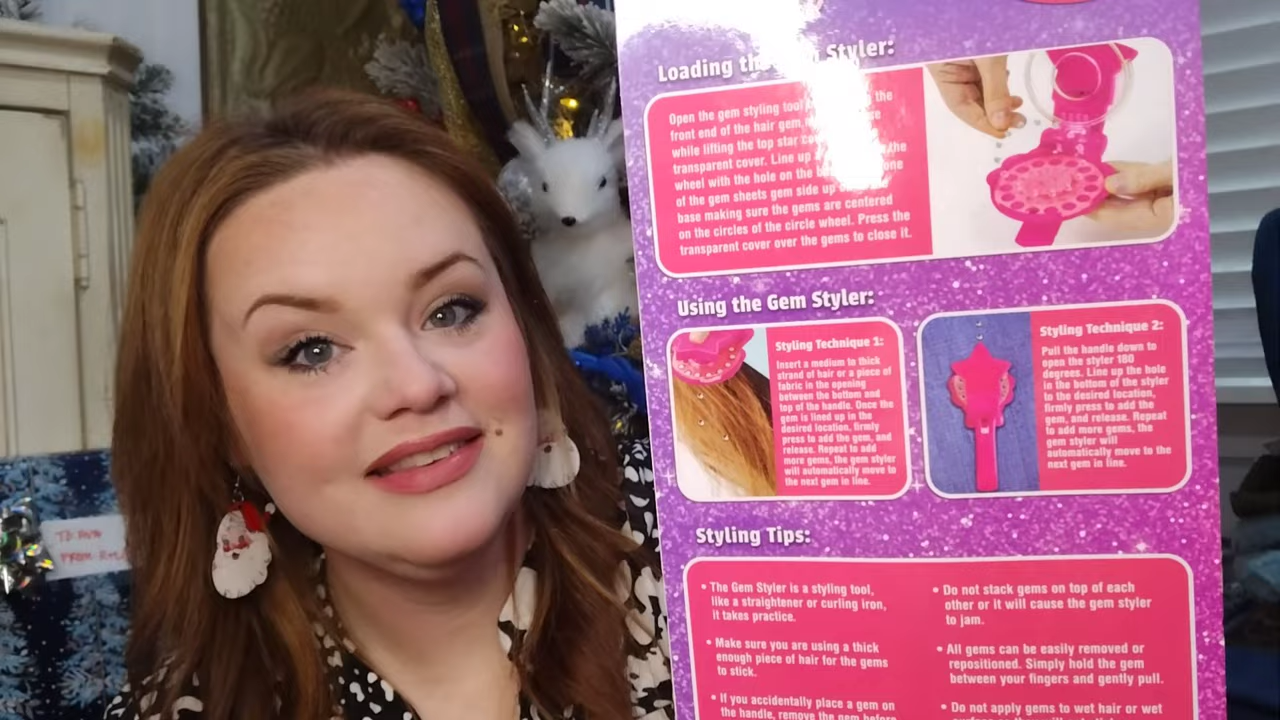 Loading th Styler:
Open the gem styling tool the
front end of the hair gem,
while lifting the top star
transparent cover. Line up the
wheel with the hole on the one
of the gem sheets gem side up
base making sure the gems are centered
on the circles of the circle wheel. Press the
transparent cover over the gems to close it.
Using the Gem Styler:
Styling Technique 1:
Insert a medium to thick
strand of hair or a piece of
fabric in the opening
between the bottom and
top of the handle. Once the
gem is lined up in the
desired location, firmly
press to add the gem, and
release. Repeat to add
more gems, the gem styler
will automatically move to
the next gem in line.
Styling Technique 2:
Pull the handle down to
open the styler 180
degrees. Line up the hole
in the bottom of the styler
to the desired location,
firmly press to add the
gem, and release. Repeat
to add more gems, the
gem styler will
automatically move to the
next gem in line.
Styling Tips:
• The Gem Styler is a styling tool,
like a straightener or curling iron,
it takes practice.
• Make sure you are using a thick
enough piece of hair for the gems
to stick.
• If you accidentally place a gem on
the handle, remove the gem before
• Do not stack gems on top of each
other or it will cause the gem styler
to jam.
• All gems can be easily removed or
repositioned. Simply hold the gem
between your fingers and gently pull.
• Do not apply gems to wet hair or wet
TO
FROM